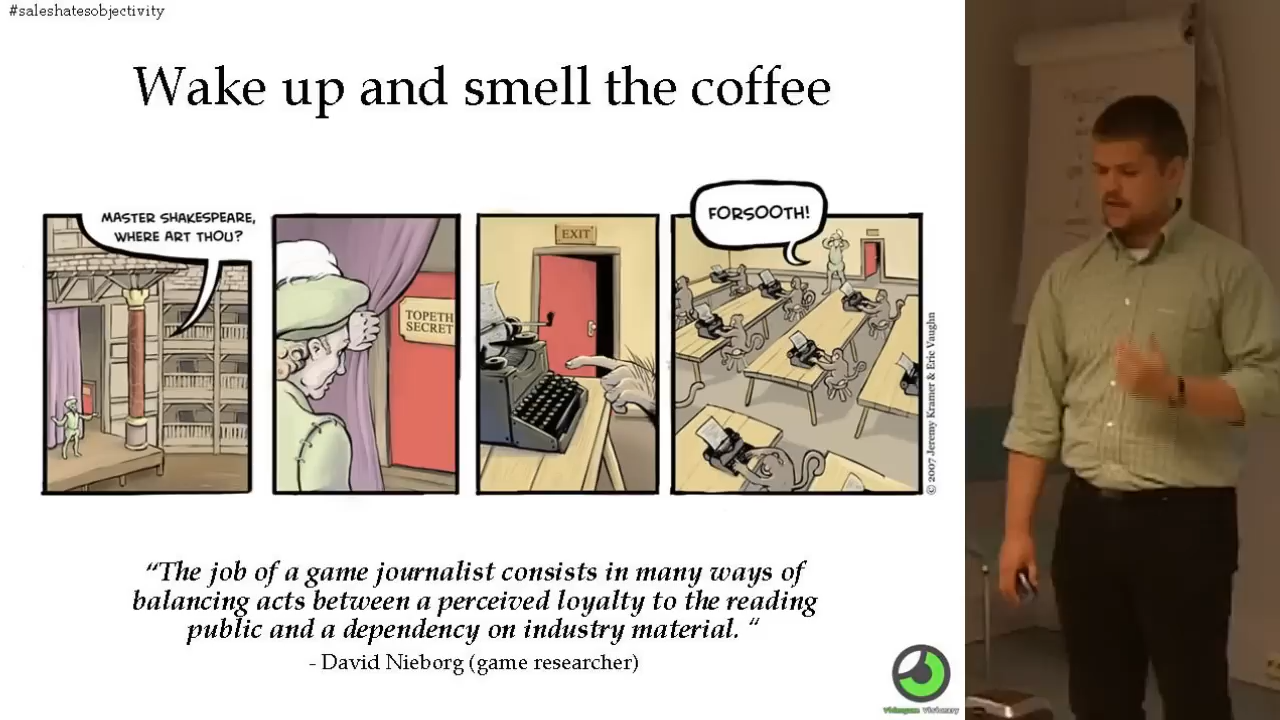 #saleshatesobjectivity
Wake up and smell the coffee
MASTER SHAKESPEARE,
WHERE ART THOU?
TOPETH
SECRET
EXIT
FORSOOTH!
© 2007 Jeremy Kramer & Eric Vaughn
“The job of a game journalist consists in many ways of
balancing acts between a perceived loyalty to the reading
public and a dependency on industry material. “
- David Nieborg (game researcher)
Videogame Visionary